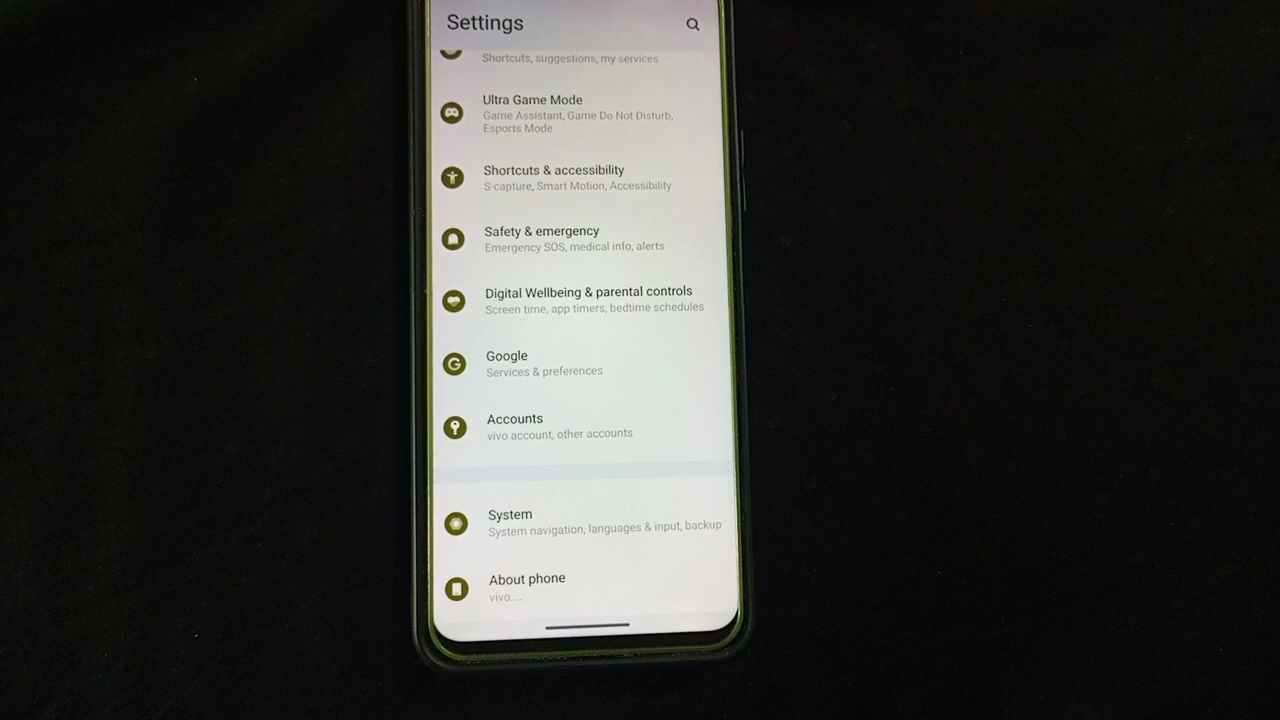 Settings
Shortcuts, suggestions, my services
Ultra Game Mode
Game Assistant, Game Do Not Disturb,
Esports Mode
Shortcuts & accessibility
S-capture, Smart Motion, Accessibility
Safety & emergency
Emergency SOS, medical info, alerts
Digital Wellbeing & parental controls
Screen time, app timers, bedtime schedules
Google
Services & preferences
Accounts
vivo account, other accounts
System
System navigation, languages & input, backup
About phone
vivo....